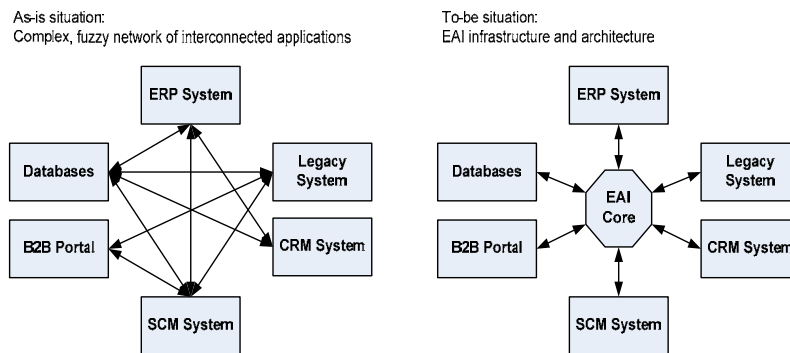 As-is situation:
Complex, fuzzy network of interconnected applications
ERP System
Databases
Legacy
System
B2B Portal
CRM System
SCM System
To-be situation:
EAI infrastructure and architecture
ERP System
Databases
Legacy
System
EAI
Core
B2B Portal
CRM System
SCM System